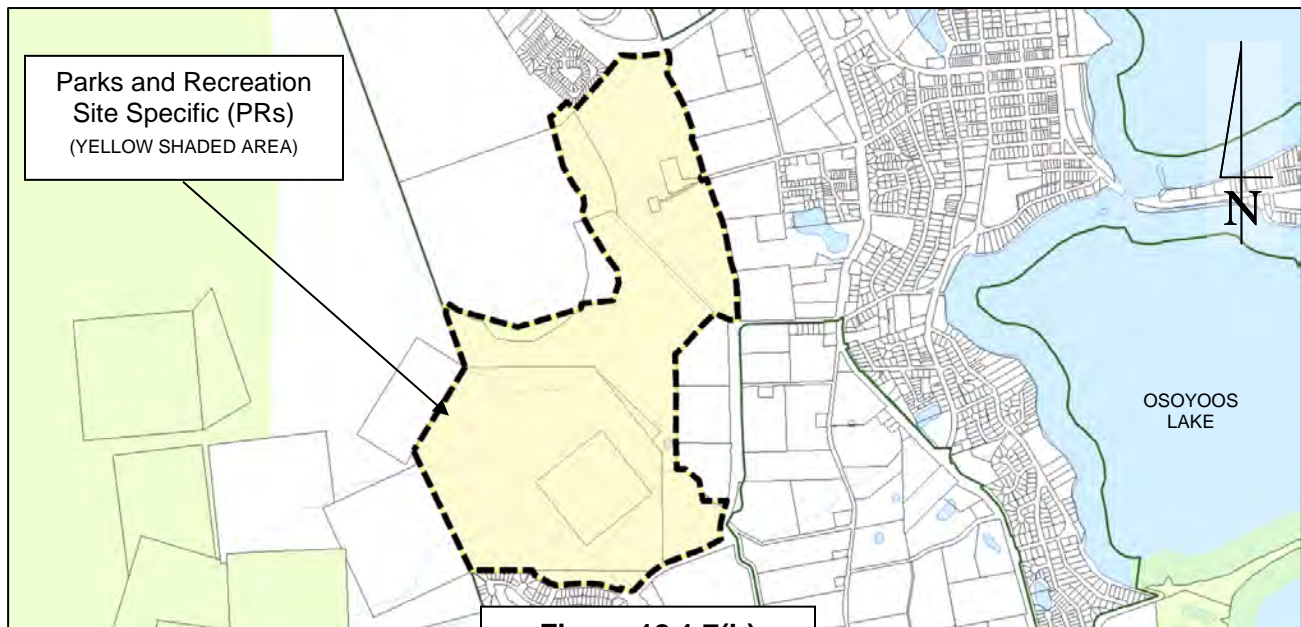 Parks and Recreation
Site Specific (PRs)
(YELLOW SHADED AREA)
N
OSOYOOS
LAKE